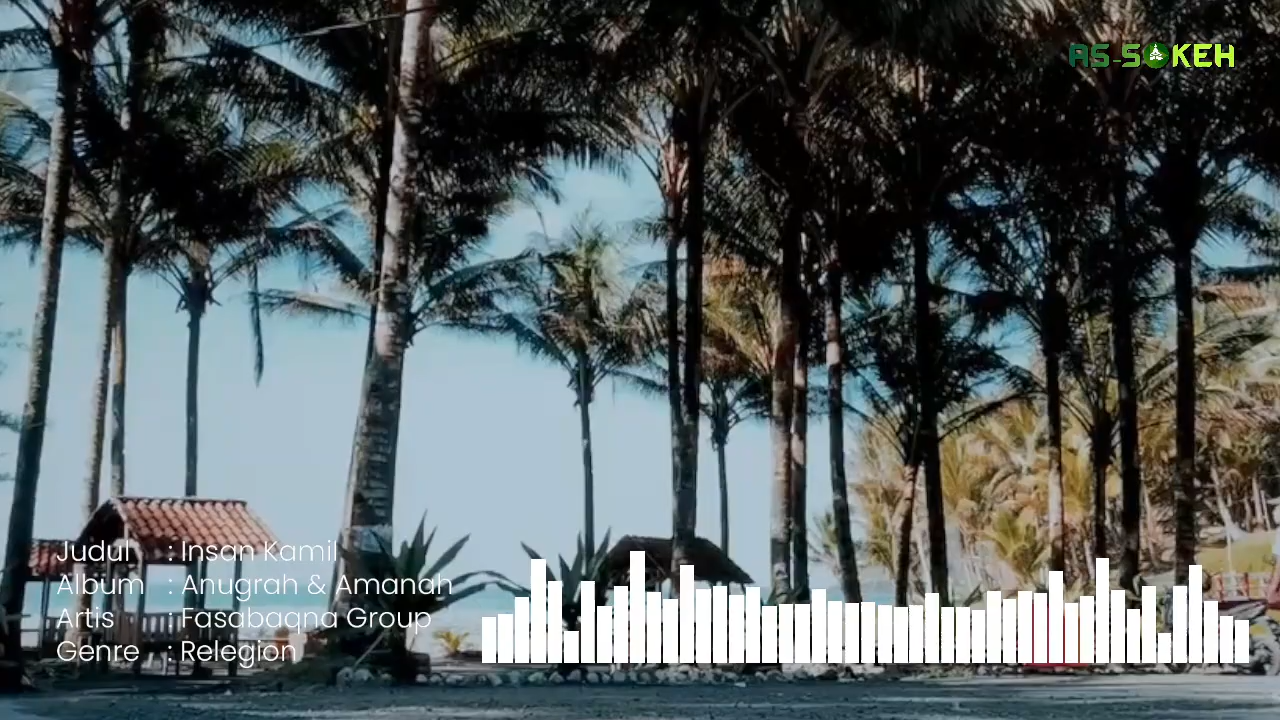 AS-SOKEH
Judul : Insan Kamil
Album : Anugrah & Amanah
Artis : Fasabaqna Group
Genre : Relegion